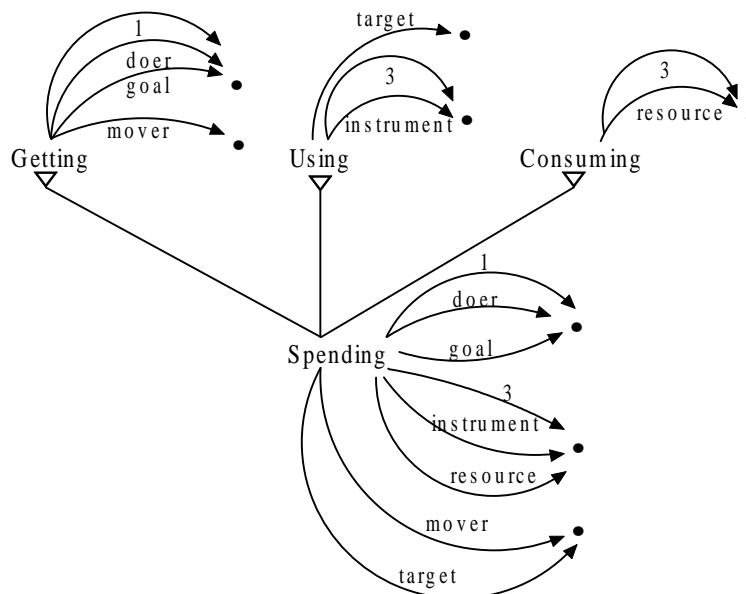 1
doer
goal
mover
Getting
target
3
instrument
Using
3
resource
Consuming
1
doer
goal
Spending
3
instrument
resource
mover
target